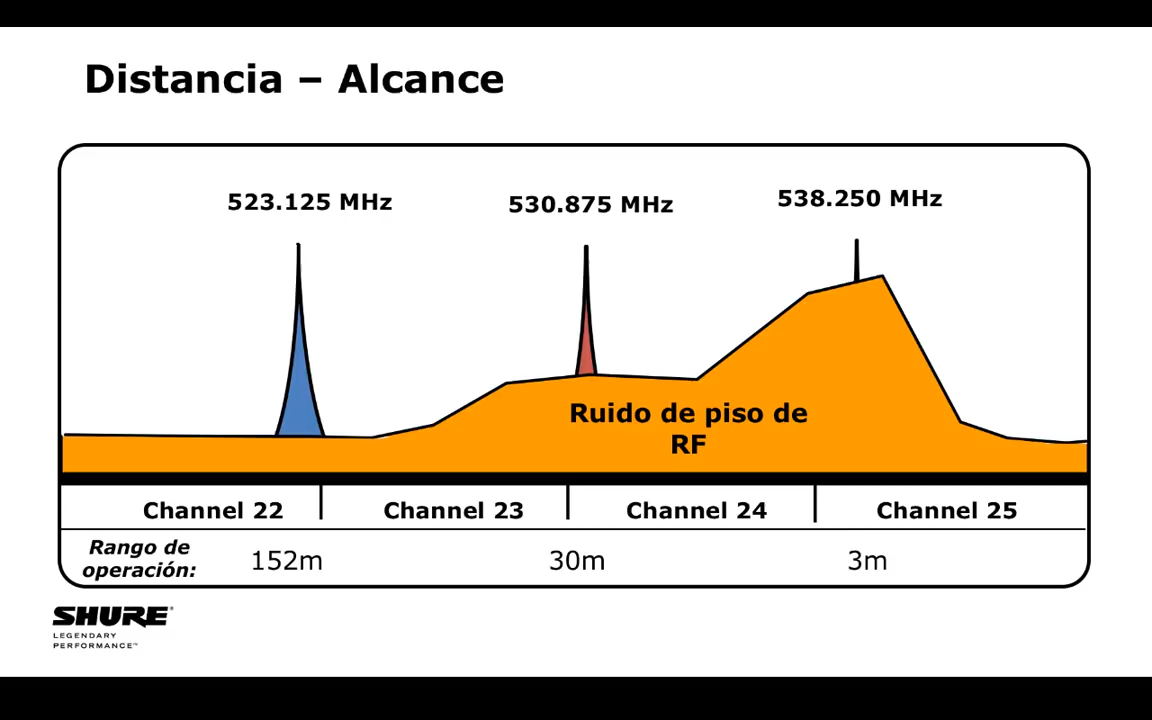 Distancia – Alcance
523.125 MHz
530.875 MHz
538.250 MHz
Ruido de piso de
RF
Channel 22
Channel 23
Channel 24
Channel 25
Rango de
operación:
152m
30m
3m
SHURE®
LEGENDARY
PERFORMANCE™